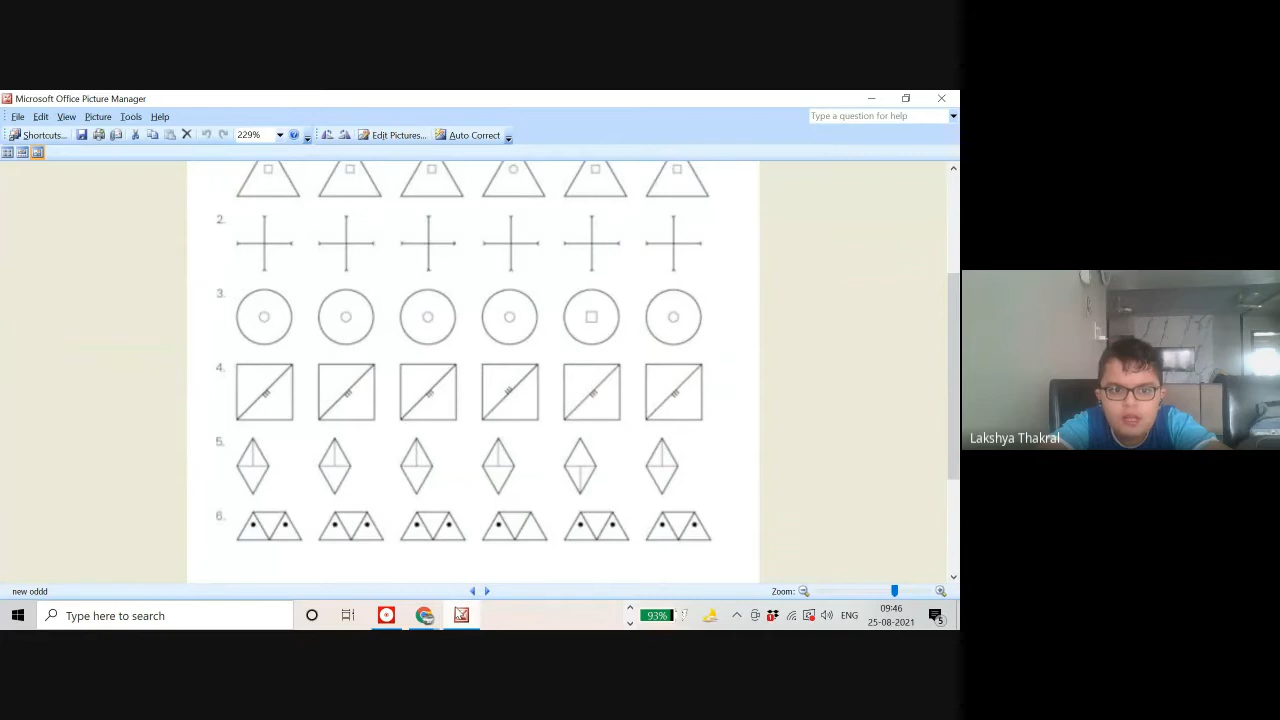 Microsoft Office Picture Manager
File Edit View Picture Tools Help
Type a question for help
Shortcuts... 229% Edit Pictures... Auto Correct
2.
3.
4.
5.
6.
Lakshya Thakral
new oddd
Zoom:
Type here to search
93%
ENG
09:46
25-08-2021
5